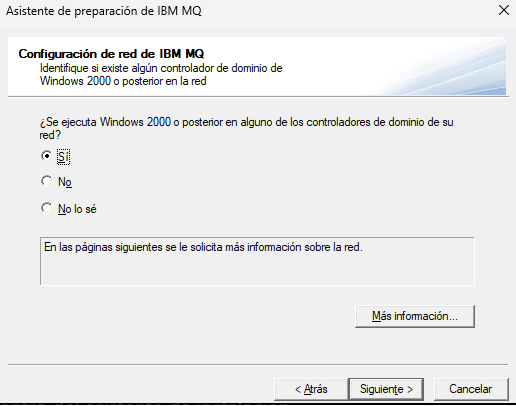 Asistente de preparación de IBM MQ
Configuración de red de IBM MQ
Identifique si existe algún controlador de dominio de
Windows 2000 o posterior en la red
¿Se ejecuta Windows 2000 o posterior en alguno de los controladores de dominio de su
red?
Sí
No
No lo sé
En las páginas siguientes se le solicita más información sobre la red.
Más información...
< Atrás
Siguiente >
Cancelar